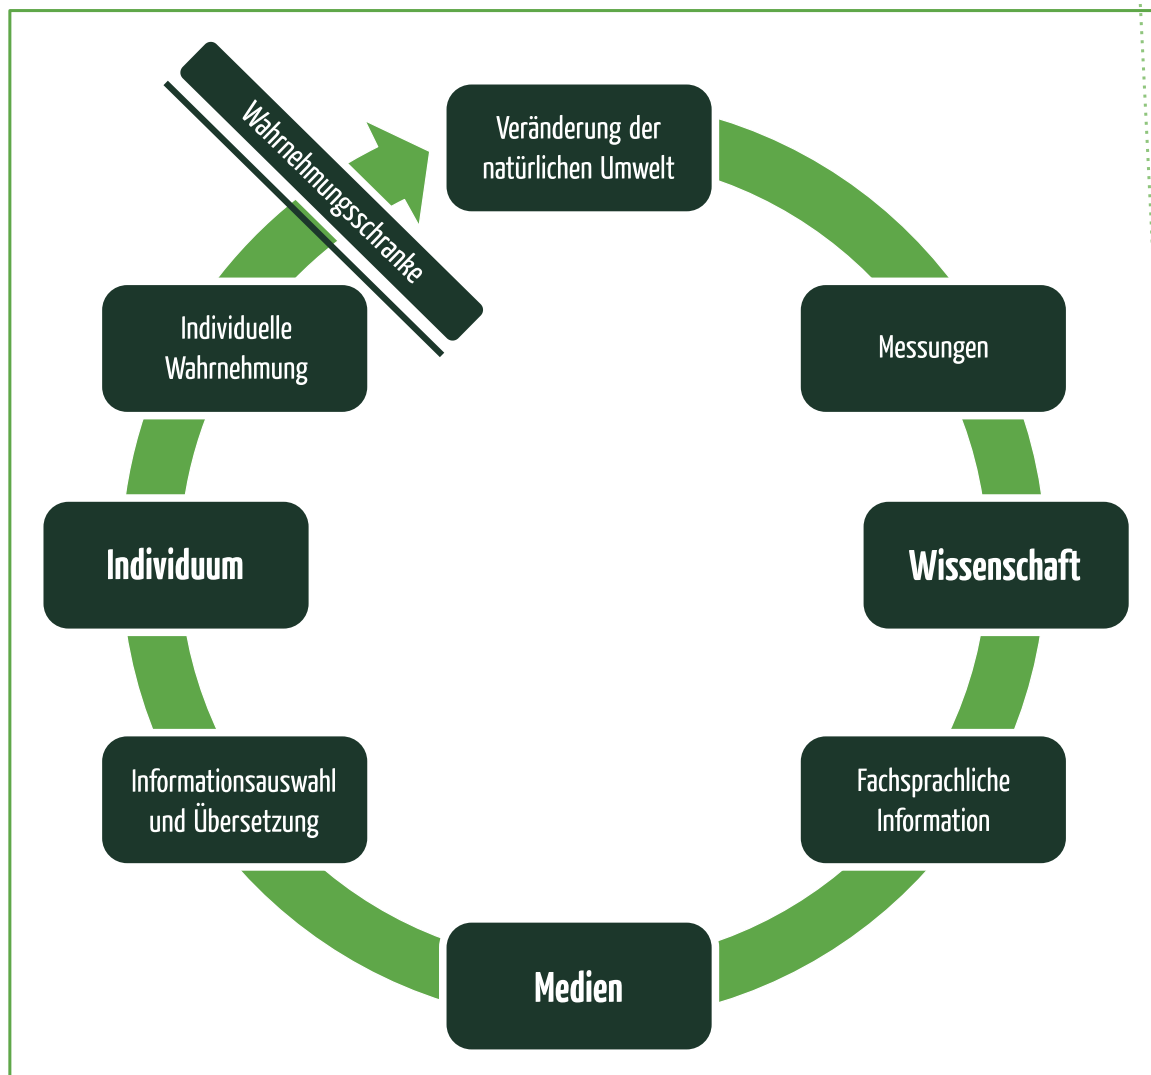 Wahrnehmungsschranke
Veränderung der
natürlichen Umwelt
Messungen
Wissenschaft
Fachsprachliche
Information
Medien
Informationsauswahl
und Übersetzung
Individuum
Individuelle
Wahrnehmung